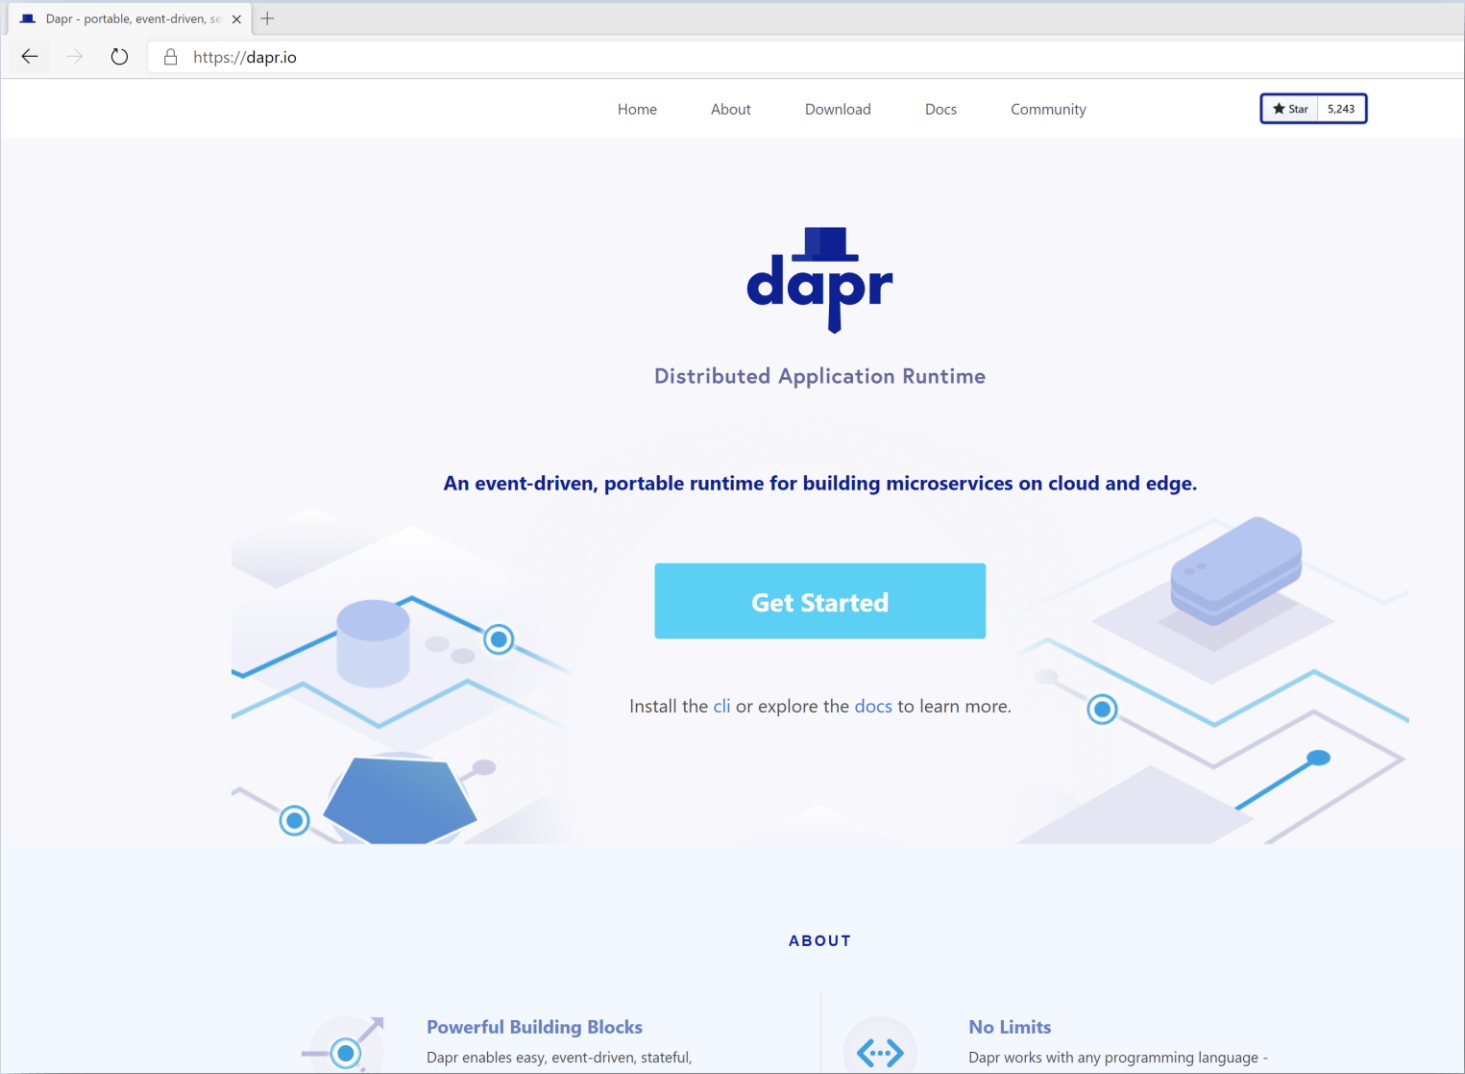 Dapr - portable, event-driven, se
https://dapr.io
Home About Download Docs Community
Star 5,243
dapr
Distributed Application Runtime
An event-driven, portable runtime for building microservices on cloud and edge.
Get Started
Install the cli or explore the docs to learn more.
ABOUT
Powerful Building Blocks
Dapr enables easy, event-driven, stateful,
No Limits
Dapr works with any programming language -